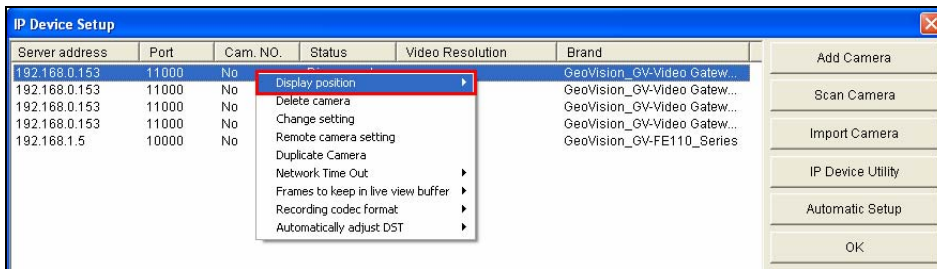 IP Device Setup
Server address Port Cam. NO. Status Video Resolution Brand
192.168.0.153 11000 No GeoVision_GV-Video Gatew...
192.168.0.153 11000 No GeoVision_GV-Video Gatew...
192.168.0.153 11000 No GeoVision_GV-Video Gatew...
192.168.0.153 11000 No GeoVision_GV-Video Gatew...
192.168.1.5 10000 No GeoVision_GV-FE110_Series
Display position
Delete camera
Change setting
Remote camera setting
Duplicate Camera
Network Time Out
Frames to keep in live view buffer
Recording codec format
Automatically adjust DST
Add Camera
Scan Camera
Import Camera
IP Device Utility
Automatic Setup
OK